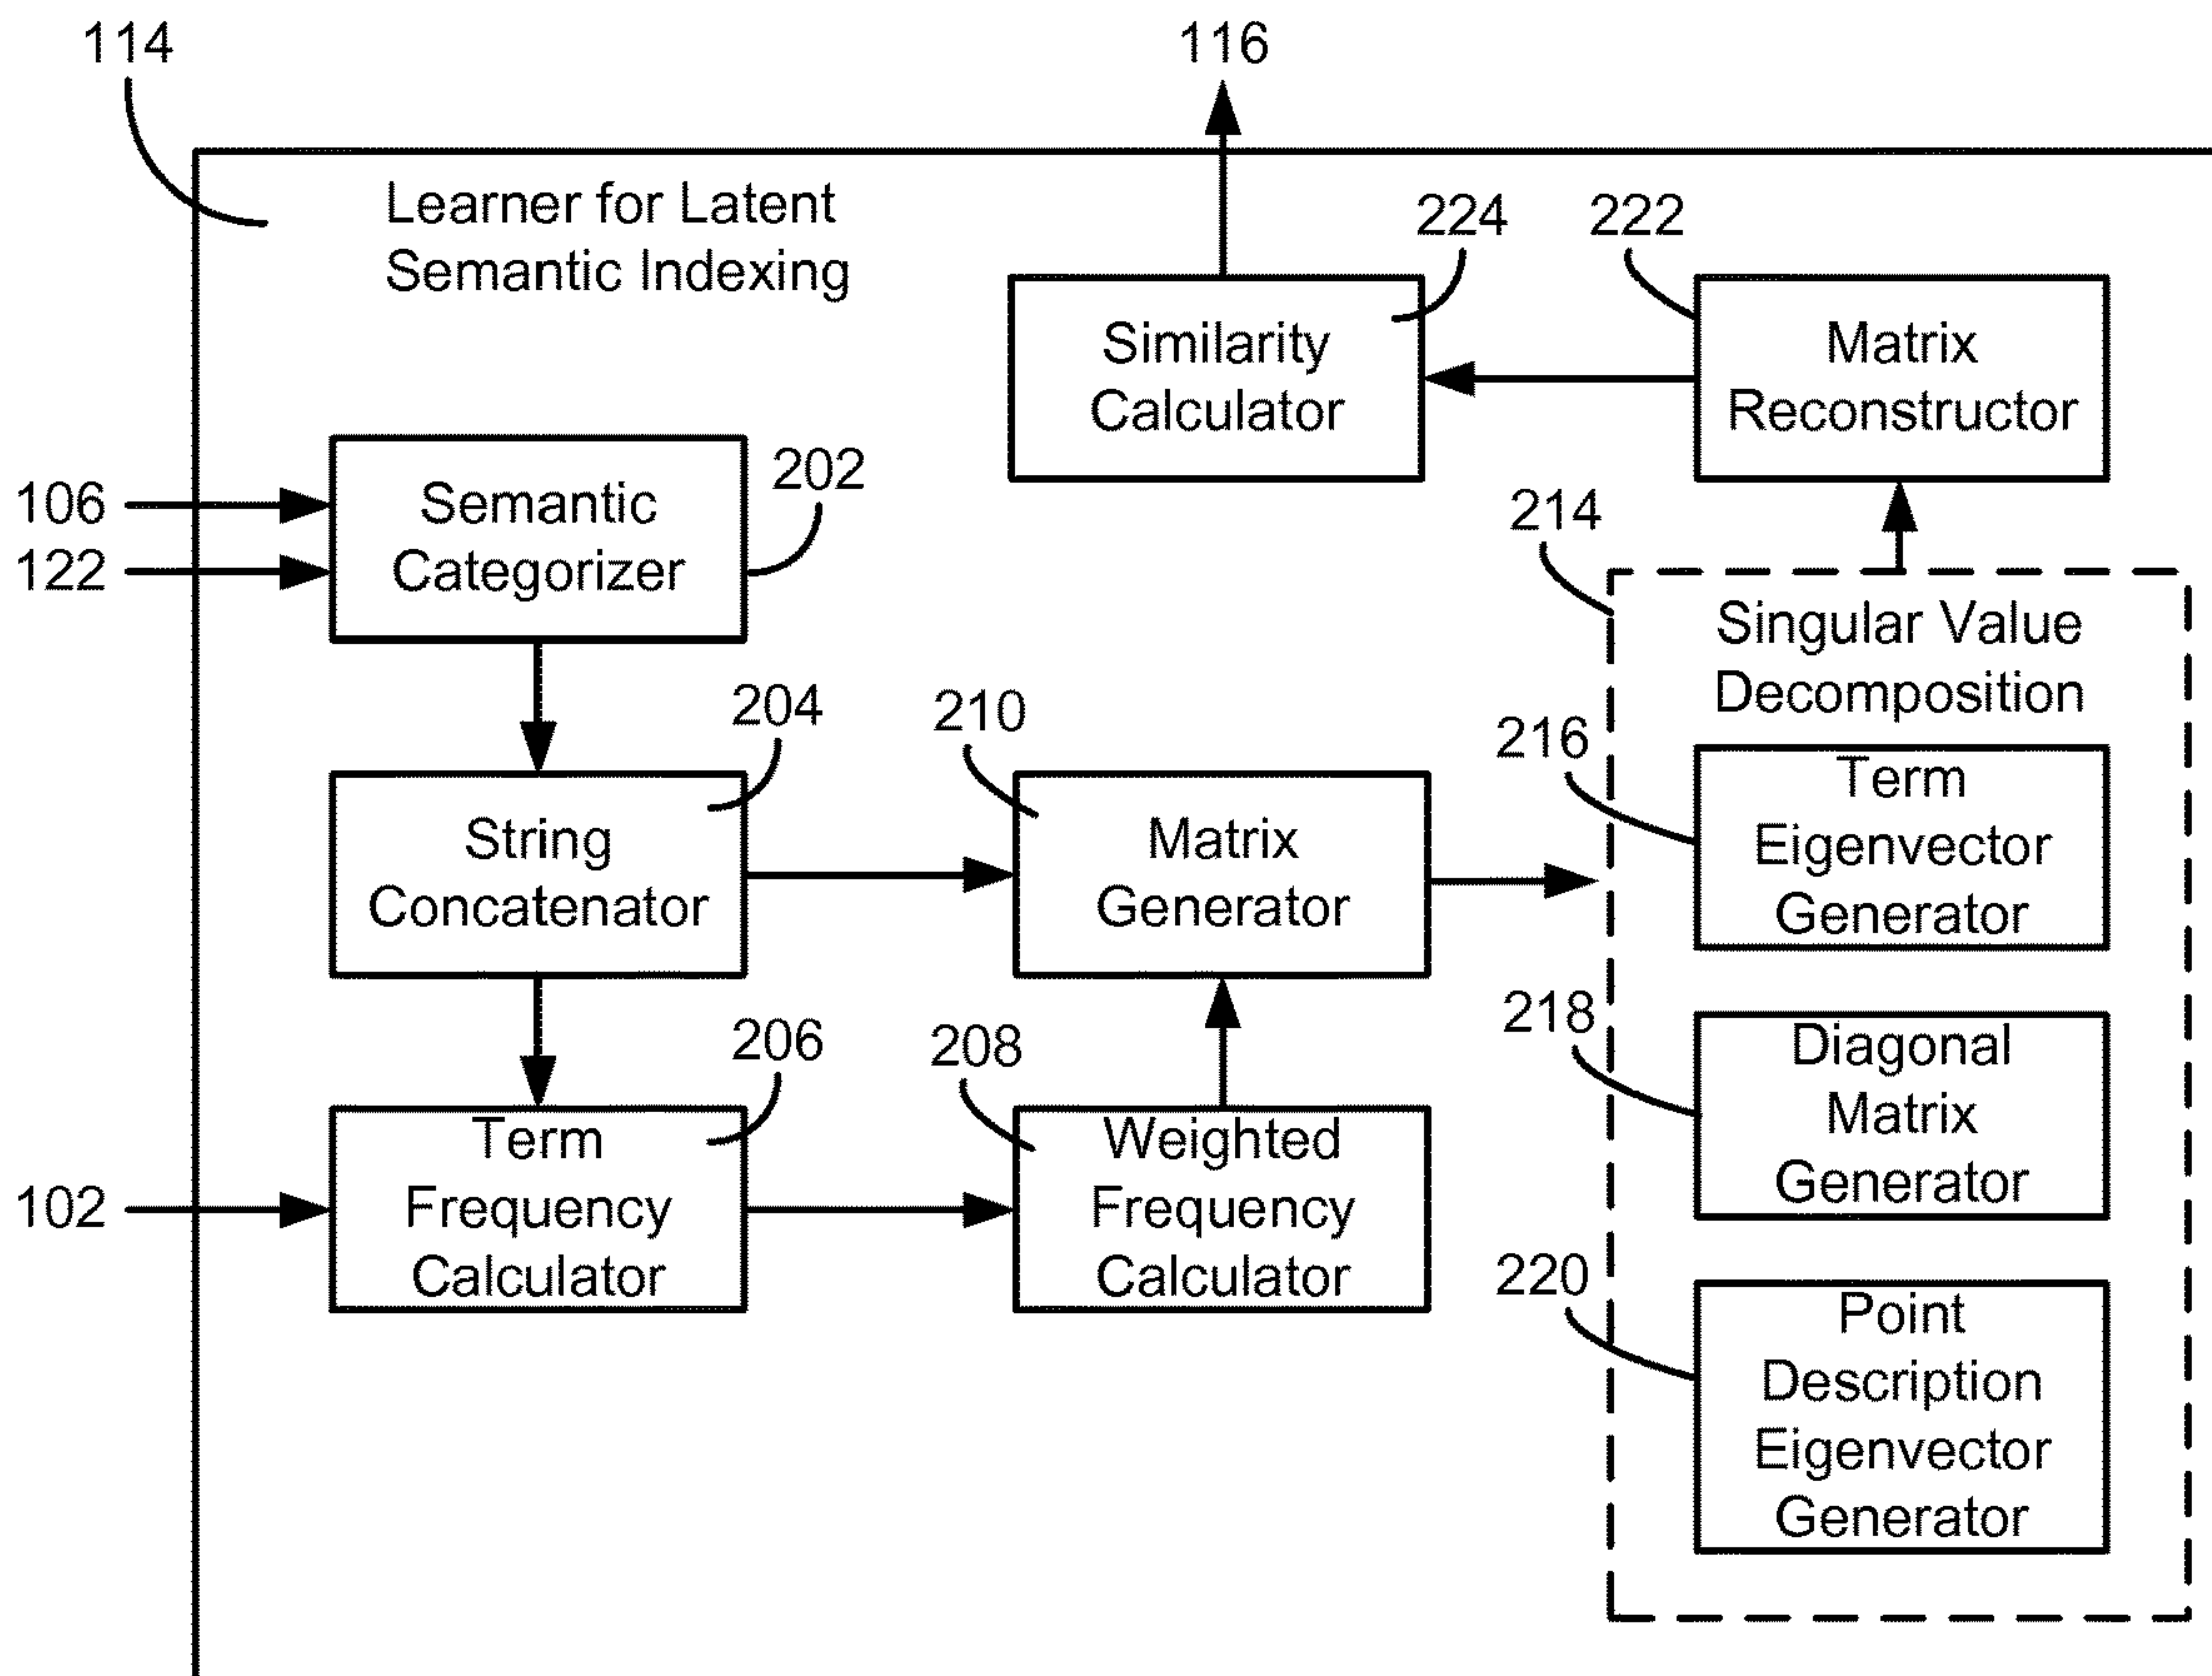 114
116
Learner for Latent
Semantic Indexing
224
222
Similarity
Calculator
Matrix
Reconstructor
106
122
Semantic
Categorizer
202
214
Singular Value
Decomposition
204
210
216
String
Concatenator
Matrix
Generator
Term
Eigenvector
Generator
206
208
218
Diagonal
Matrix
Generator
102
Term
Frequency
Calculator
Weighted
Frequency
Calculator
220
Point
Description
Eigenvector
Generator